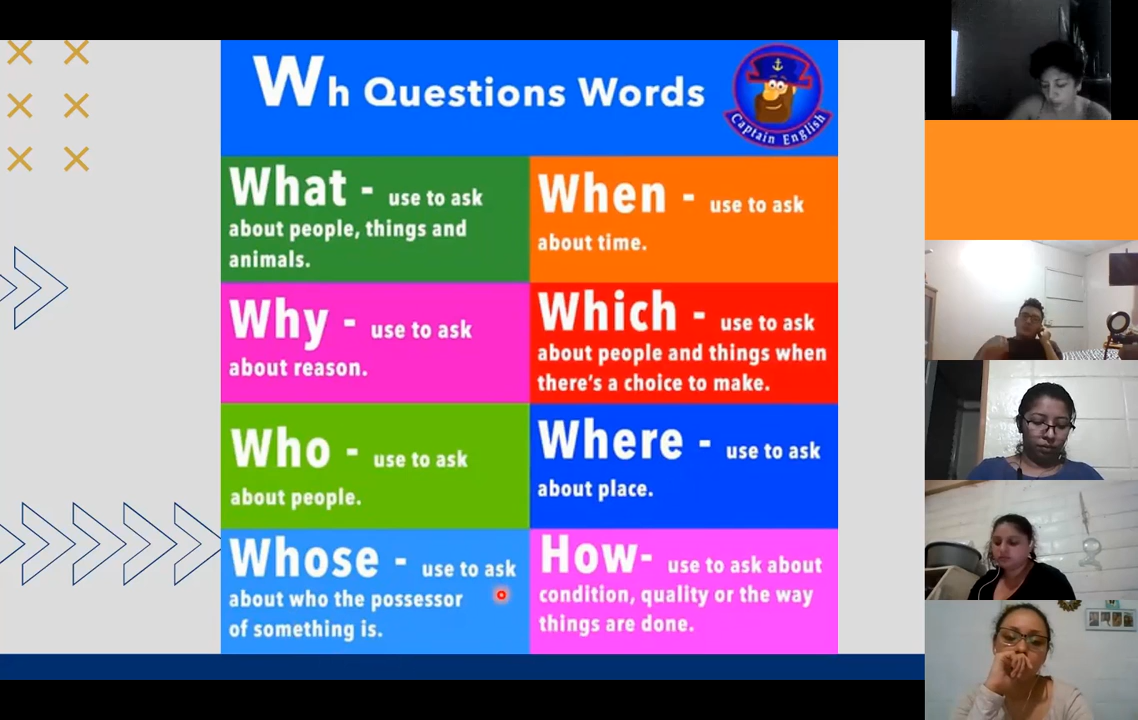 Wh Questions Words
Captain English
What - use to ask
about people, things and
animals.
When - use to ask
about time.
Why - use to ask
about reason.
Which - use to ask
about people and things when
there's a choice to make.
Who - use to ask
about people.
Where - use to ask
about place.
Whose - use to ask
about who the possessor
of something is.
How- use to ask about
condition, quality or the way
things are done.